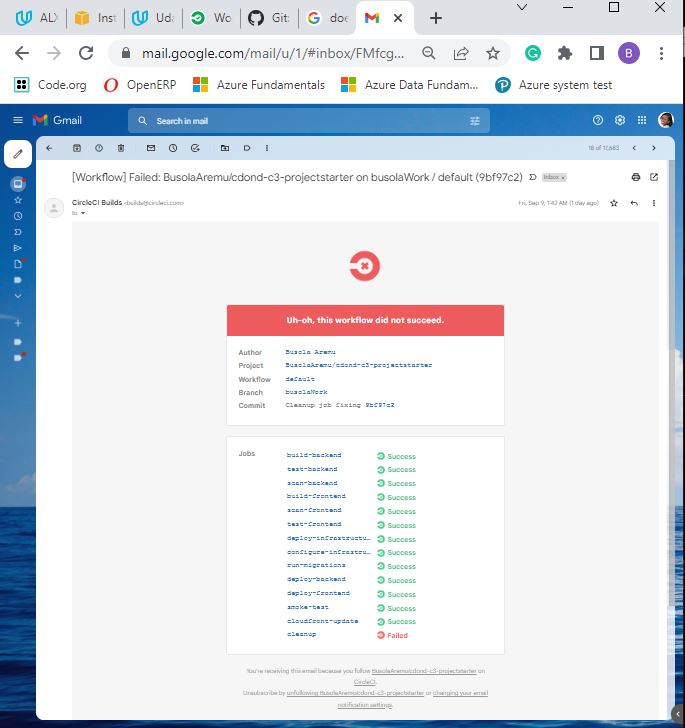 ALX
Inst
Uda
Wo
Git:
doe
mail.google.com/mail/u/1/#inbox/FMfcg...
B
Code.org
OpenERP
Azure Fundamentals
Azure Data Fundam...
Azure system test
Gmail
Search in mail
18 of 11,683
[Workflow] Failed: BusolaAremu/cdond-c3-projectstarter on busolaWork / default (9bf97c2)
Inbox x
CircleCI Builds <builds@circleci.com>
Fri, Sep 9, 1:42 AM (1 day ago)
to
Uh-oh, this workflow did not succeed.
Author Busola Aremu
Project BusolaAremu/cdond-c3-projectstarter
Workflow default
Branch busolaWork
Commit Cleanup job fixing 9bf97c2
Jobs build-backend Success
test-backend Success
scan-backend Success
build-frontend Success
scan-frontend Success
test-frontend Success
deploy-infrastructu… Success
configure-infrastru… Success
run-migrations Success
deploy-backend Success
deploy-frontend Success
smoke-test Success
cloudfront-update Success
cleanup Failed
You're receiving this email because you follow BusolaAremu/cdond-c3-projectstarter on
CircleCI.
Unsubscribe by unfollowing BusolaAremu/cdond-c3-projectstarter or changing your email
notification settings.